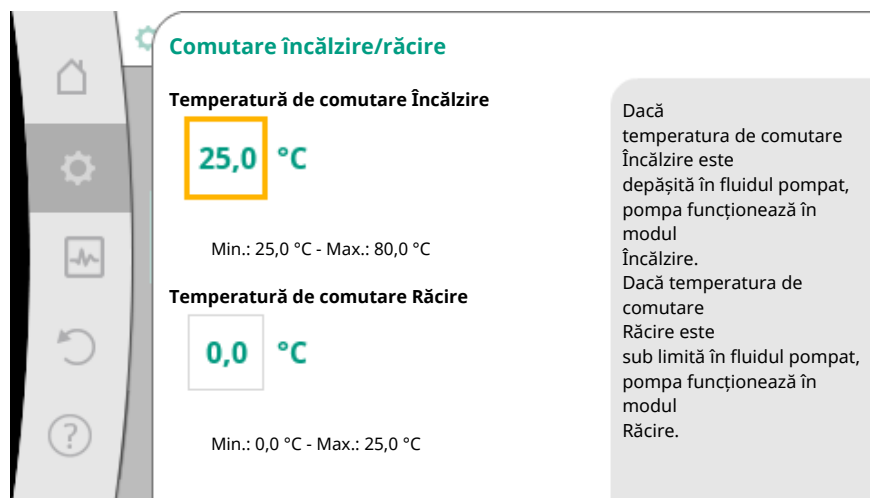 Comutare încălzire/răcire
Temperatură de comutare Încălzire
25,0 °C
Min.: 25,0 °C - Max.: 80,0 °C
Temperatură de comutare Răcire
0,0 °C
Min.: 0,0 °C - Max.: 25,0 °C
Dacă
temperatura de comutare
Încălzire este
depășită în fluidul pompat,
pompa funcționează în
modul
Încălzire.
Dacă temperatura de
comutare
Răcire este
sub limită în fluidul pompat,
pompa funcționează în
modul
Răcire.
?